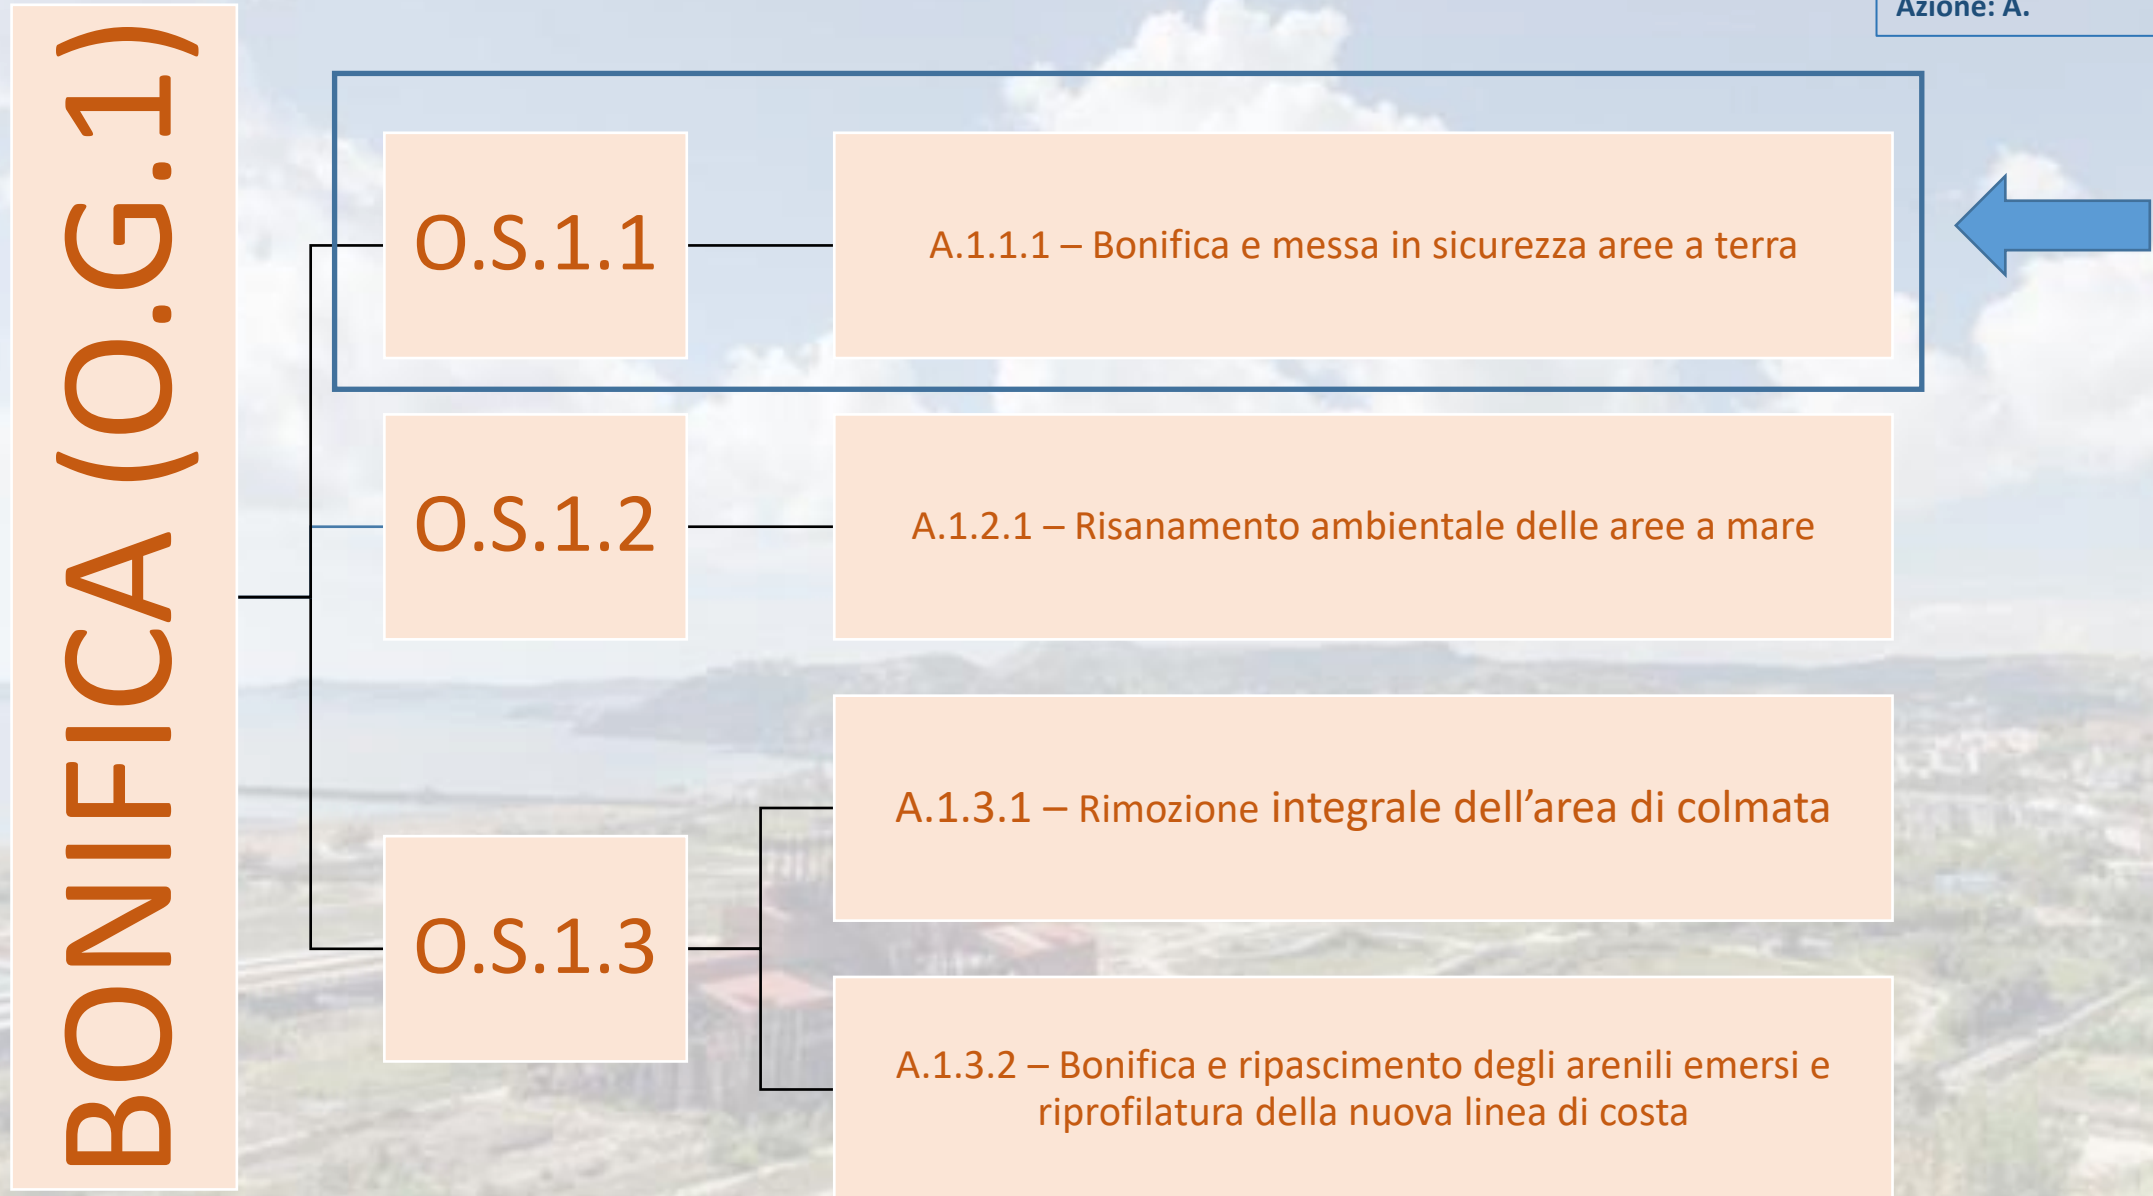 Azione: A.
BONIFICA (O.G.1)
O.S.1.1
A.1.1.1 – Bonifica e messa in sicurezza aree a terra
O.S.1.2
A.1.2.1 – Risanamento ambientale delle aree a mare
O.S.1.3
A.1.3.1 – Rimozione integrale dell’area di colmata
A.1.3.2 – Bonifica e ripascimento degli arenili emersi e
riprofilatura della nuova linea di costa